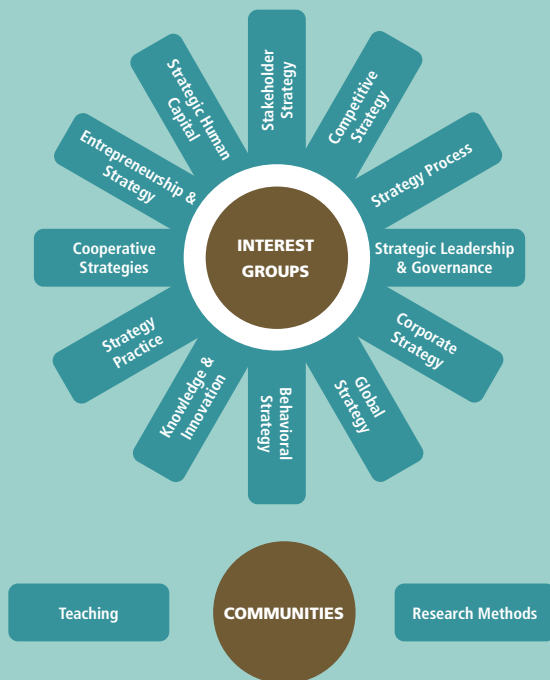 Stakeholder
Strategy
Competitive
Strategy
Strategy Process
Strategic Leadership
& Governance
Corporate
Strategy
Global
Strategy
Behavioral
Strategy
Knowledge &
Innovation
Strategy
Practice
Cooperative
Strategies
Entrepreneurship &
Strategy
Strategic Human
Capital
INTEREST
GROUPS
Teaching
COMMUNITIES
Research Methods